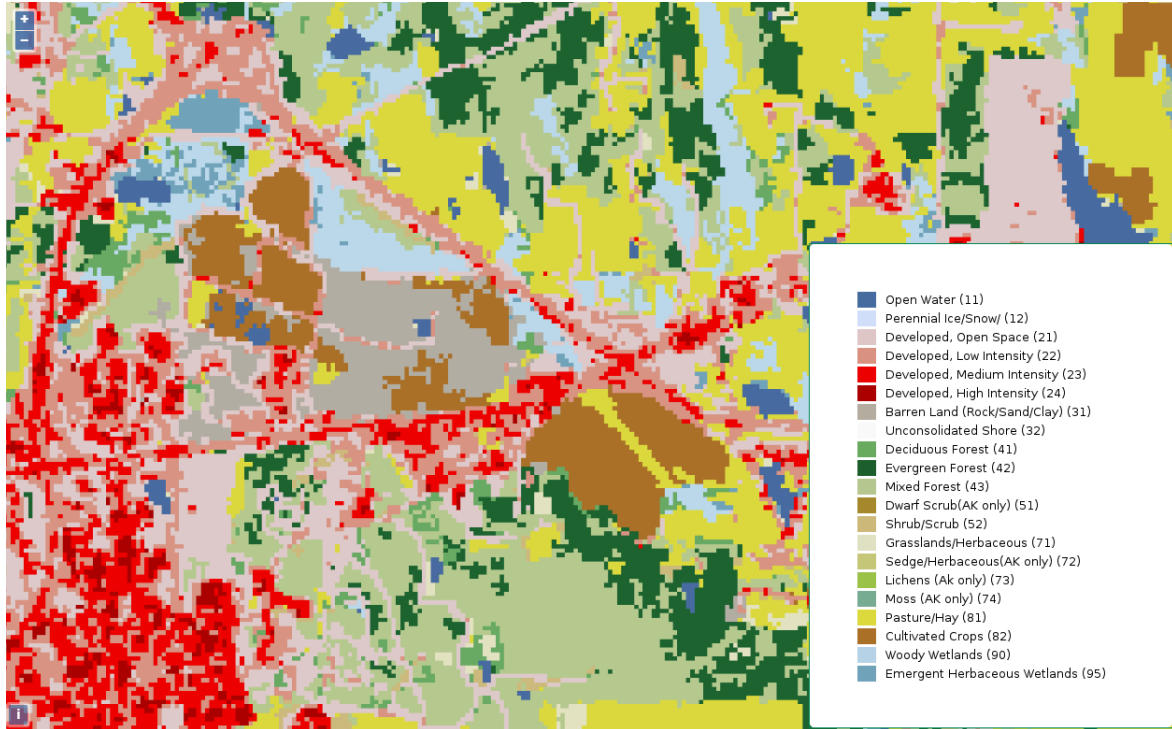 +
−
Open Water (11)
Perennial Ice/Snow/ (12)
Developed, Open Space (21)
Developed, Low Intensity (22)
Developed, Medium Intensity (23)
Developed, High Intensity (24)
Barren Land (Rock/Sand/Clay) (31)
Unconsolidated Shore (32)
Deciduous Forest (41)
Evergreen Forest (42)
Mixed Forest (43)
Dwarf Scrub(AK only) (51)
Shrub/Scrub (52)
Grasslands/Herbaceous (71)
Sedge/Herbaceous(AK only) (72)
Lichens (Ak only) (73)
Moss (AK only) (74)
Pasture/Hay (81)
Cultivated Crops (82)
Woody Wetlands (90)
Emergent Herbaceous Wetlands (95)
i